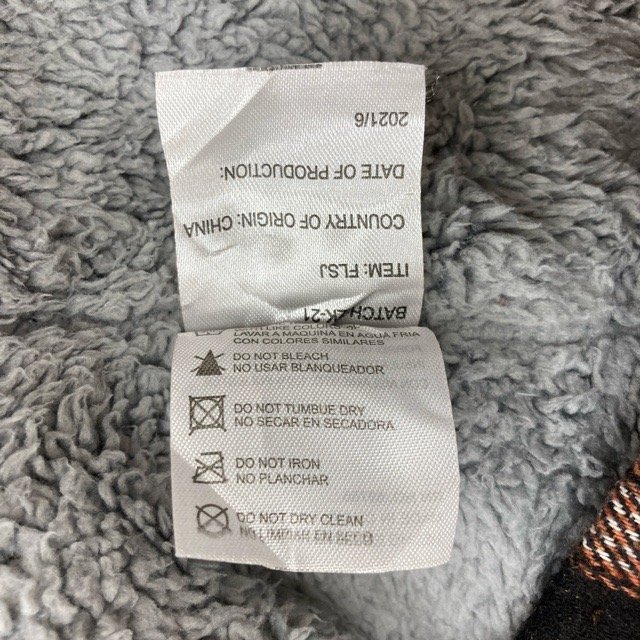 BATCH:K-21
ITEM: FLSJ
COUNTRY OF ORIGIN: CHINA
DATE OF PRODUCTION:
2021/6
LIKE
LAVAR A MAQUINA EN AGUA FRIA
CON COLORES SIMILARES
DO NOT BLEACH
NO USAR BLANQUEADOR
DO NOT TUMBUE DRY
NO SECAR EN SECADORA
DO NOT IRON
NO PLANCHAR
DO NOT DRY CLEAN
EN